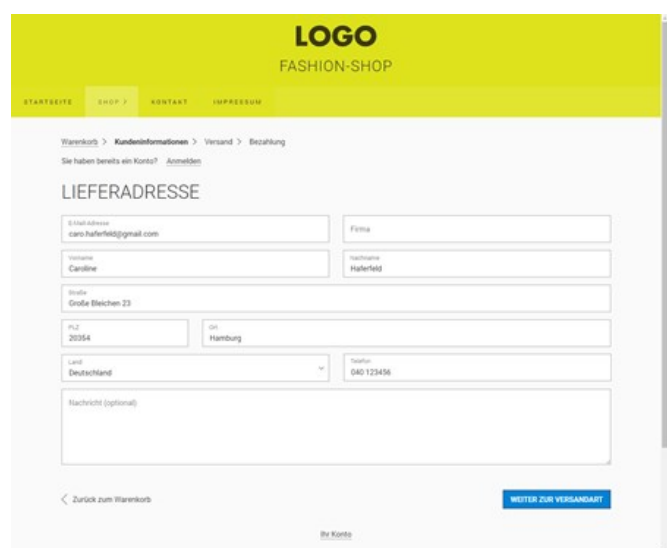 LOGO
FASHION-SHOP
STARTSEITE SHOP > KONTAKT IMPRESSUM
Warenkorb > Kundeninformationen > Versand > Bezahlung
Sie haben bereits ein Konto? Anmelden
LIEFERADRESSE
E-Mail-Adresse
caro.haferfeld@gmail.com
Firma
Vorname
Caroline
Nachname
Haferfeld
Straße
Große Bleichen 23
PLZ
20354
Ort
Hamburg
Land
Deutschland
Telefon
040 123456
Nachricht (optional)
< Zurück zum Warenkorb
WEITER ZUR VERSANDART
Ihr Konto